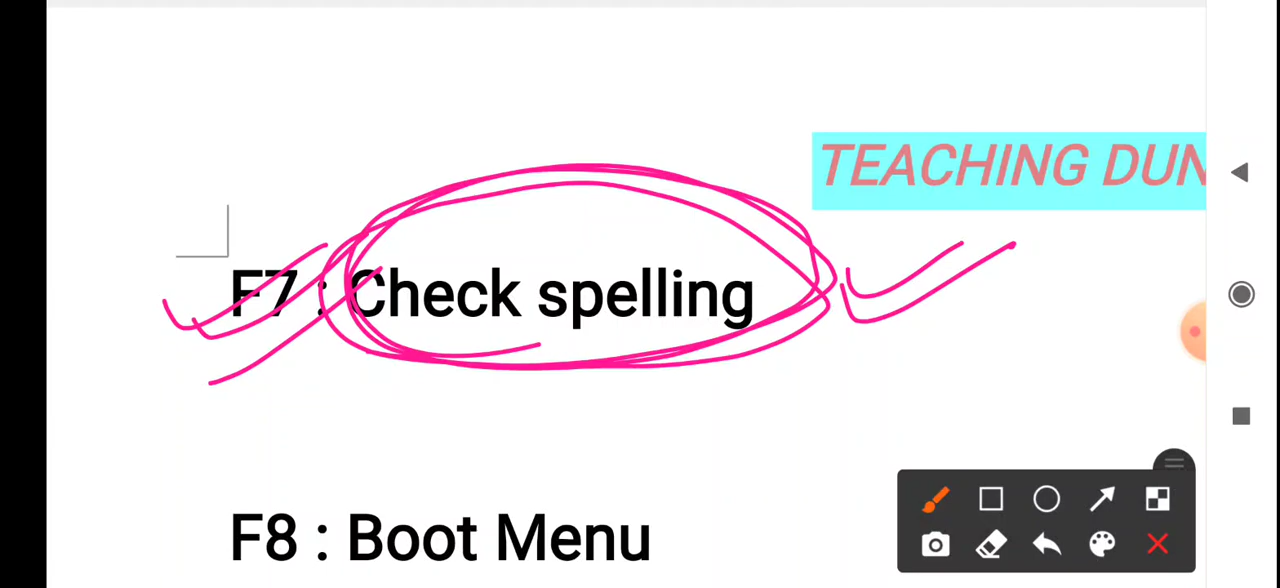 TEACHING DUN
F7 : Check spelling
F8 : Boot Menu